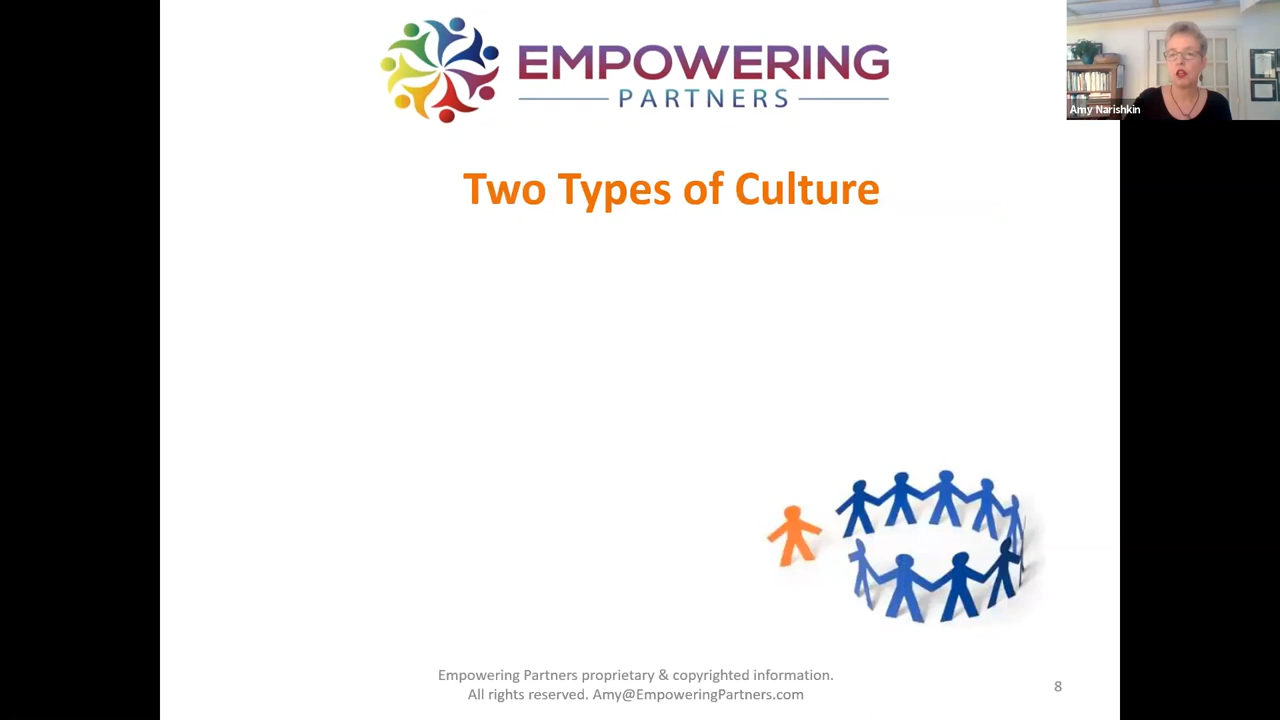 EMPOWERING
PARTNERS
Amy Narishkin
Two Types of Culture
Empowering Partners proprietary & copyrighted information.
All rights reserved. Amy@EmpoweringPartners.com
8